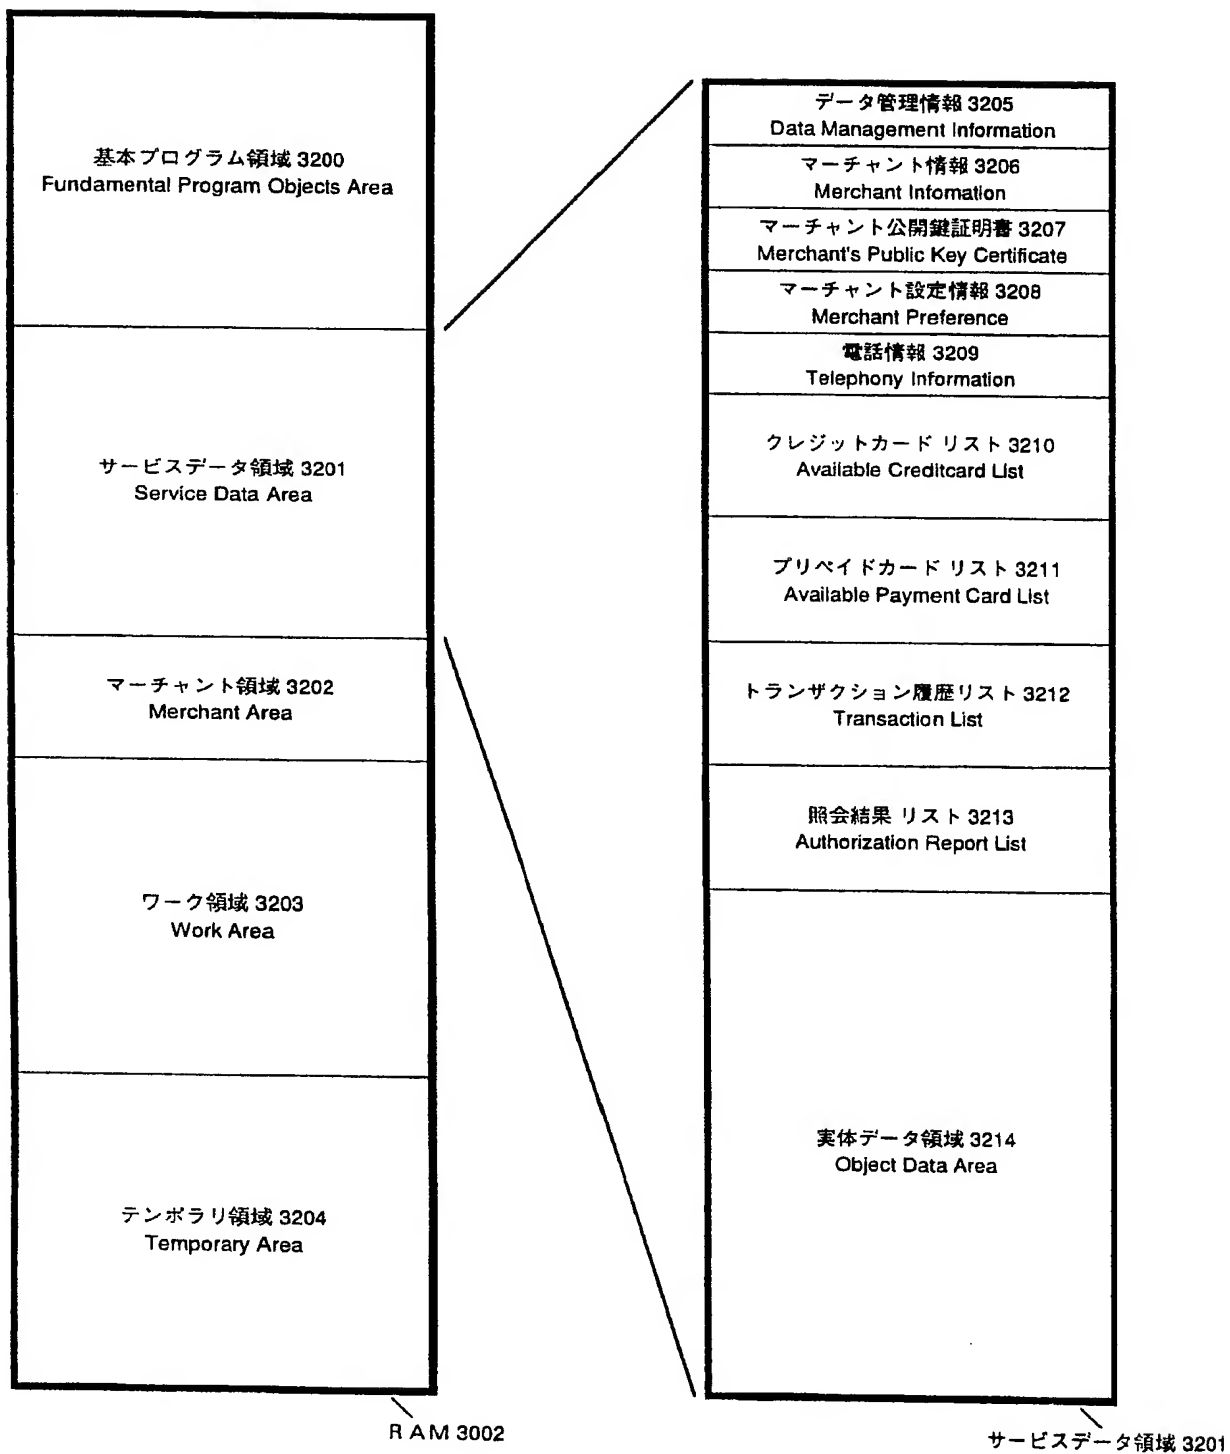 基本プログラム領域 3200
Fundamental Program Objects Area
サービスデータ領域 3201
Service Data Area
マーチャント領域 3202
Merchant Area
ワーク領域 3203
Work Area
テンポラリ領域 3204
Temporary Area
RAM 3002
データ管理情報 3205
Data Management Information
マーチャント情報 3206
Merchant Infomation
マーチャント公開鍵証明書 3207
Merchant's Public Key Certificate
マーチャント設定情報 3208
Merchant Preference
電話情報 3209
Telephony Information
クレジットカード リスト 3210
Available Creditcard List
プリペイドカード リスト 3211
Available Payment Card List
トランザクション履歴リスト 3212
Transaction List
照会結果 リスト 3213
Authorization Report List
実体データ領域 3214
Object Data Area
サービスデータ領域 3201